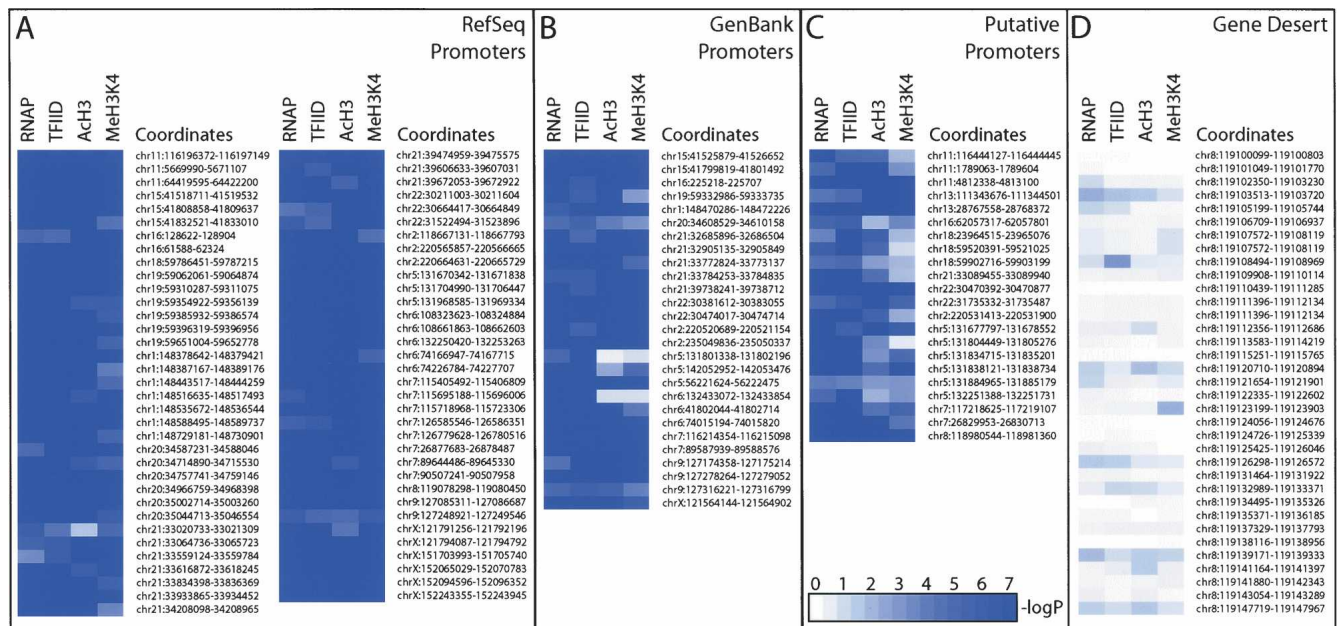 A
RefSeq
Promoters
RNAP
TFIID
AcH3
MeH3K4
Coordinates
chr11:116196372-116197149
chr11:5669990-5671107
chr11:64419595-64422200
chr15:41518711-41519532
chr15:41808858-41809637
chr15:41832521-41833010
chr16:128622-128904
chr16:61588-62324
chr18:59786451-59787215
chr19:59062061-59064874
chr19:59310287-59311075
chr19:59354922-59356139
chr19:59385932-59386574
chr19:59396319-59396956
chr19:59651004-59652778
chr1:148378642-148379421
chr1:148387167-148389176
chr1:148443517-148444259
chr1:148516635-148517493
chr1:148535672-148536544
chr1:148588495-148589737
chr1:148729181-148730901
chr20:34587231-34588046
chr20:34714890-34715530
chr20:34757741-34759146
chr20:34966759-34968398
chr20:35002714-35003260
chr20:35044713-35046554
chr21:33020733-33021309
chr21:33064736-33065723
chr21:33559124-33559784
chr21:33616872-33618245
chr21:33834398-33836369
chr21:33933865-33934452
chr21:34208098-34208965
RNAP
TFIID
AcH3
MeH3K4
Coordinates
chr21:39474959-39475575
chr21:39606633-39607031
chr21:39672053-39672922
chr22:30211003-30211604
chr22:30664417-30664849
chr22:31522494-31523896
chr2:118667131-118667793
chr2:220565857-220566665
chr2:220664631-220665729
chr5:131670342-131671838
chr5:131704990-131706447
chr5:131968585-131969334
chr6:108323623-108324884
chr6:108661863-108662603
chr6:132250420-132251363
chr6:74166947-74167715
chr6:74226784-74227707
chr7:115405492-115406809
chr7:115695188-115696006
chr7:115718968-115723306
chr7:126585546-126586351
chr7:126779628-126780516
chr7:26877683-26878487
chr7:89644486-89645330
chr7:90507241-90507958
chr8:119078298-119080450
chr9:127085311-127086687
chr9:127248921-127249546
chrX:121791256-121792196
chrX:121794087-121794792
chrX:151703993-151705740
chrX:152065029-152070783
chrX:152094596-152096352
chrX:152243355-152243945
B
GenBank
Promoters
RNAP
TFIID
AcH3
MeH3K4
Coordinates
chr15:41525879-41526652
chr15:41799819-41801492
chr16:225218-225707
chr19:59332986-59333735
chr1:148470286-148472226
chr20:34608529-34610158
chr21:32685896-32686504
chr21:32905135-32905849
chr21:33772824-33773137
chr21:33784253-33784835
chr21:39738241-39738712
chr22:30381612-30383055
chr22:30474017-30474714
chr2:220520689-220521154
chr2:235049836-235050337
chr5:131801338-131802196
chr5:142052952-142053476
chr5:56221624-56222475
chr6:132433072-132433854
chr6:41802044-41802714
chr6:74015194-74015820
chr7:116214354-116215098
chr7:89587939-89588576
chr9:127174358-127175214
chr9:127278264-127279052
chr9:127316221-127316799
chrX:121564144-121564902
C
Putative
Promoters
RNAP
TFIID
AcH3
MeH3K4
Coordinates
chr11:116444127-116444445
chr11:1789063-1789604
chr11:4812338-4813100
chr13:111343676-111344501
chr13:28767558-28768372
chr16:62057317-62057801
chr18:23964515-23965076
chr18:59520391-59521025
chr18:59902716-59903199
chr21:33089455-33089940
chr22:30470392-30470877
chr22:31735332-31735487
chr2:220531413-220531900
chr5:131677797-131678552
chr5:131804449-131805276
chr5:131834715-131835201
chr5:131838121-131838734
chr5:131884965-131885179
chr5:132251388-132251731
chr7:117218625-117219107
chr7:26829953-26830713
chr8:118980544-118981360
0 1 2 3 4 5 6 7
-logP
D
Gene Desert
RNAP
TFIID
AcH3
MeH3K4
Coordinates
chr8:119100099-119100803
chr8:119101049-119101770
chr8:119102350-119103230
chr8:119103513-119103720
chr8:119105199-119105744
chr8:119106709-119106937
chr8:119107572-119108119
chr8:119107572-119108119
chr8:119108494-119108969
chr8:119109908-119110114
chr8:119110439-119111285
chr8:119111396-119112134
chr8:119111396-119112134
chr8:119112356-119112686
chr8:119113583-119114219
chr8:119115251-119115765
chr8:119120710-119120894
chr8:119121654-119121901
chr8:119122335-119122602
chr8:119123199-119123903
chr8:119124056-119124676
chr8:119124726-119125339
chr8:119125425-119126046
chr8:119126298-119126572
chr8:119131464-119131922
chr8:119132989-119133371
chr8:119134495-119135326
chr8:119135371-119136185
chr8:119137329-119137793
chr8:119138116-119138956
chr8:119139171-119139333
chr8:119141164-119141397
chr8:119141880-119142343
chr8:119143054-119143289
chr8:119147719-119147967